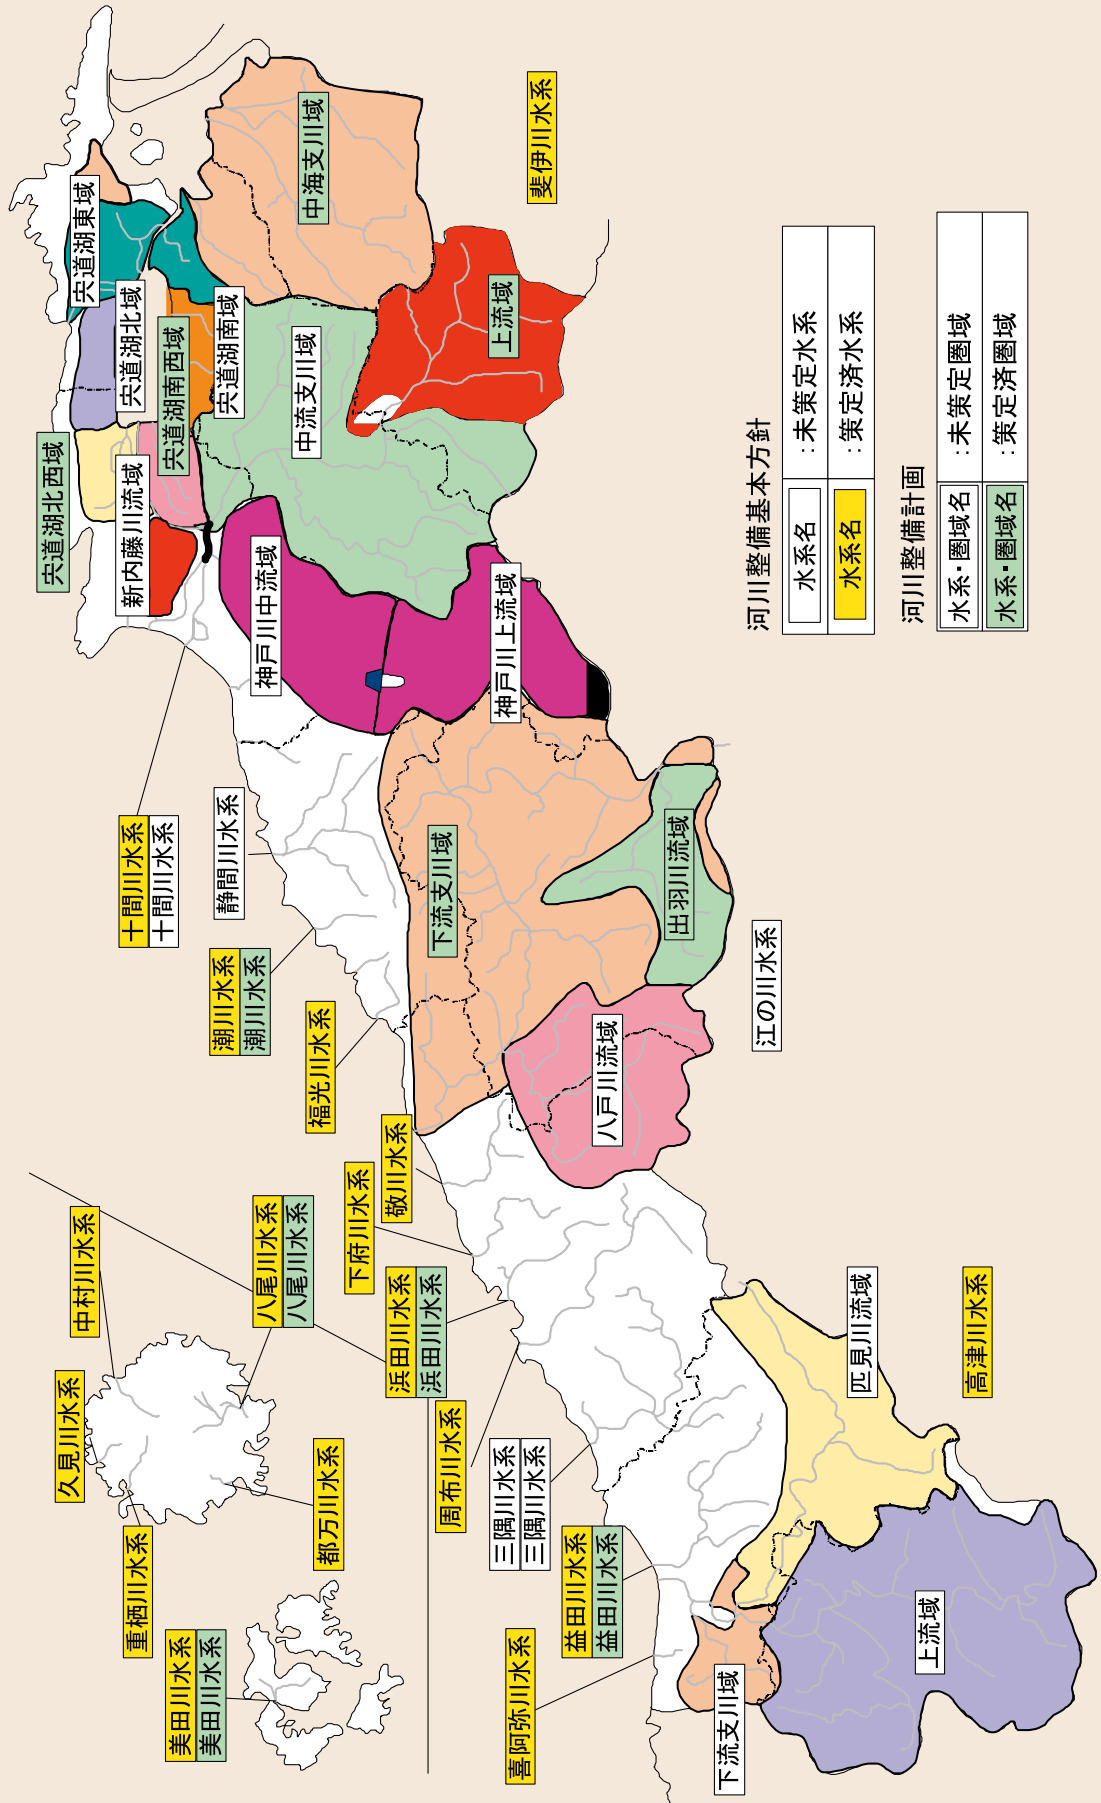 宍道湖東域
宍道湖北域
宍道湖南西域
宍道湖南域
宍道湖北西域
新内藤川流域
中海支川域
斐伊川水系
上流域
中流支川域
神戸川中流域
神戸川上流域
十間川水系
十間川水系
静間川水系
潮川水系
潮川水系
福光川水系
下流支川域
出羽川流域
江の川水系
八戸川流域
敬川水系
下府川水系
浜田川水系
浜田川水系
周布川水系
三隅川水系
三隅川水系
益田川水系
益田川水系
喜阿弥川水系
匹見川流域
高津川水系
上流域
下流支川域
中村川水系
八尾川水系
八尾川水系
久見川水系
都万川水系
重栖川水系
美田川水系
美田川水系
河川整備基本方針
水系名 :未策定水系
水系名 :策定済水系
河川整備計画
水系・圏域名 :未策定圏域
水系・圏域名 :策定済圏域